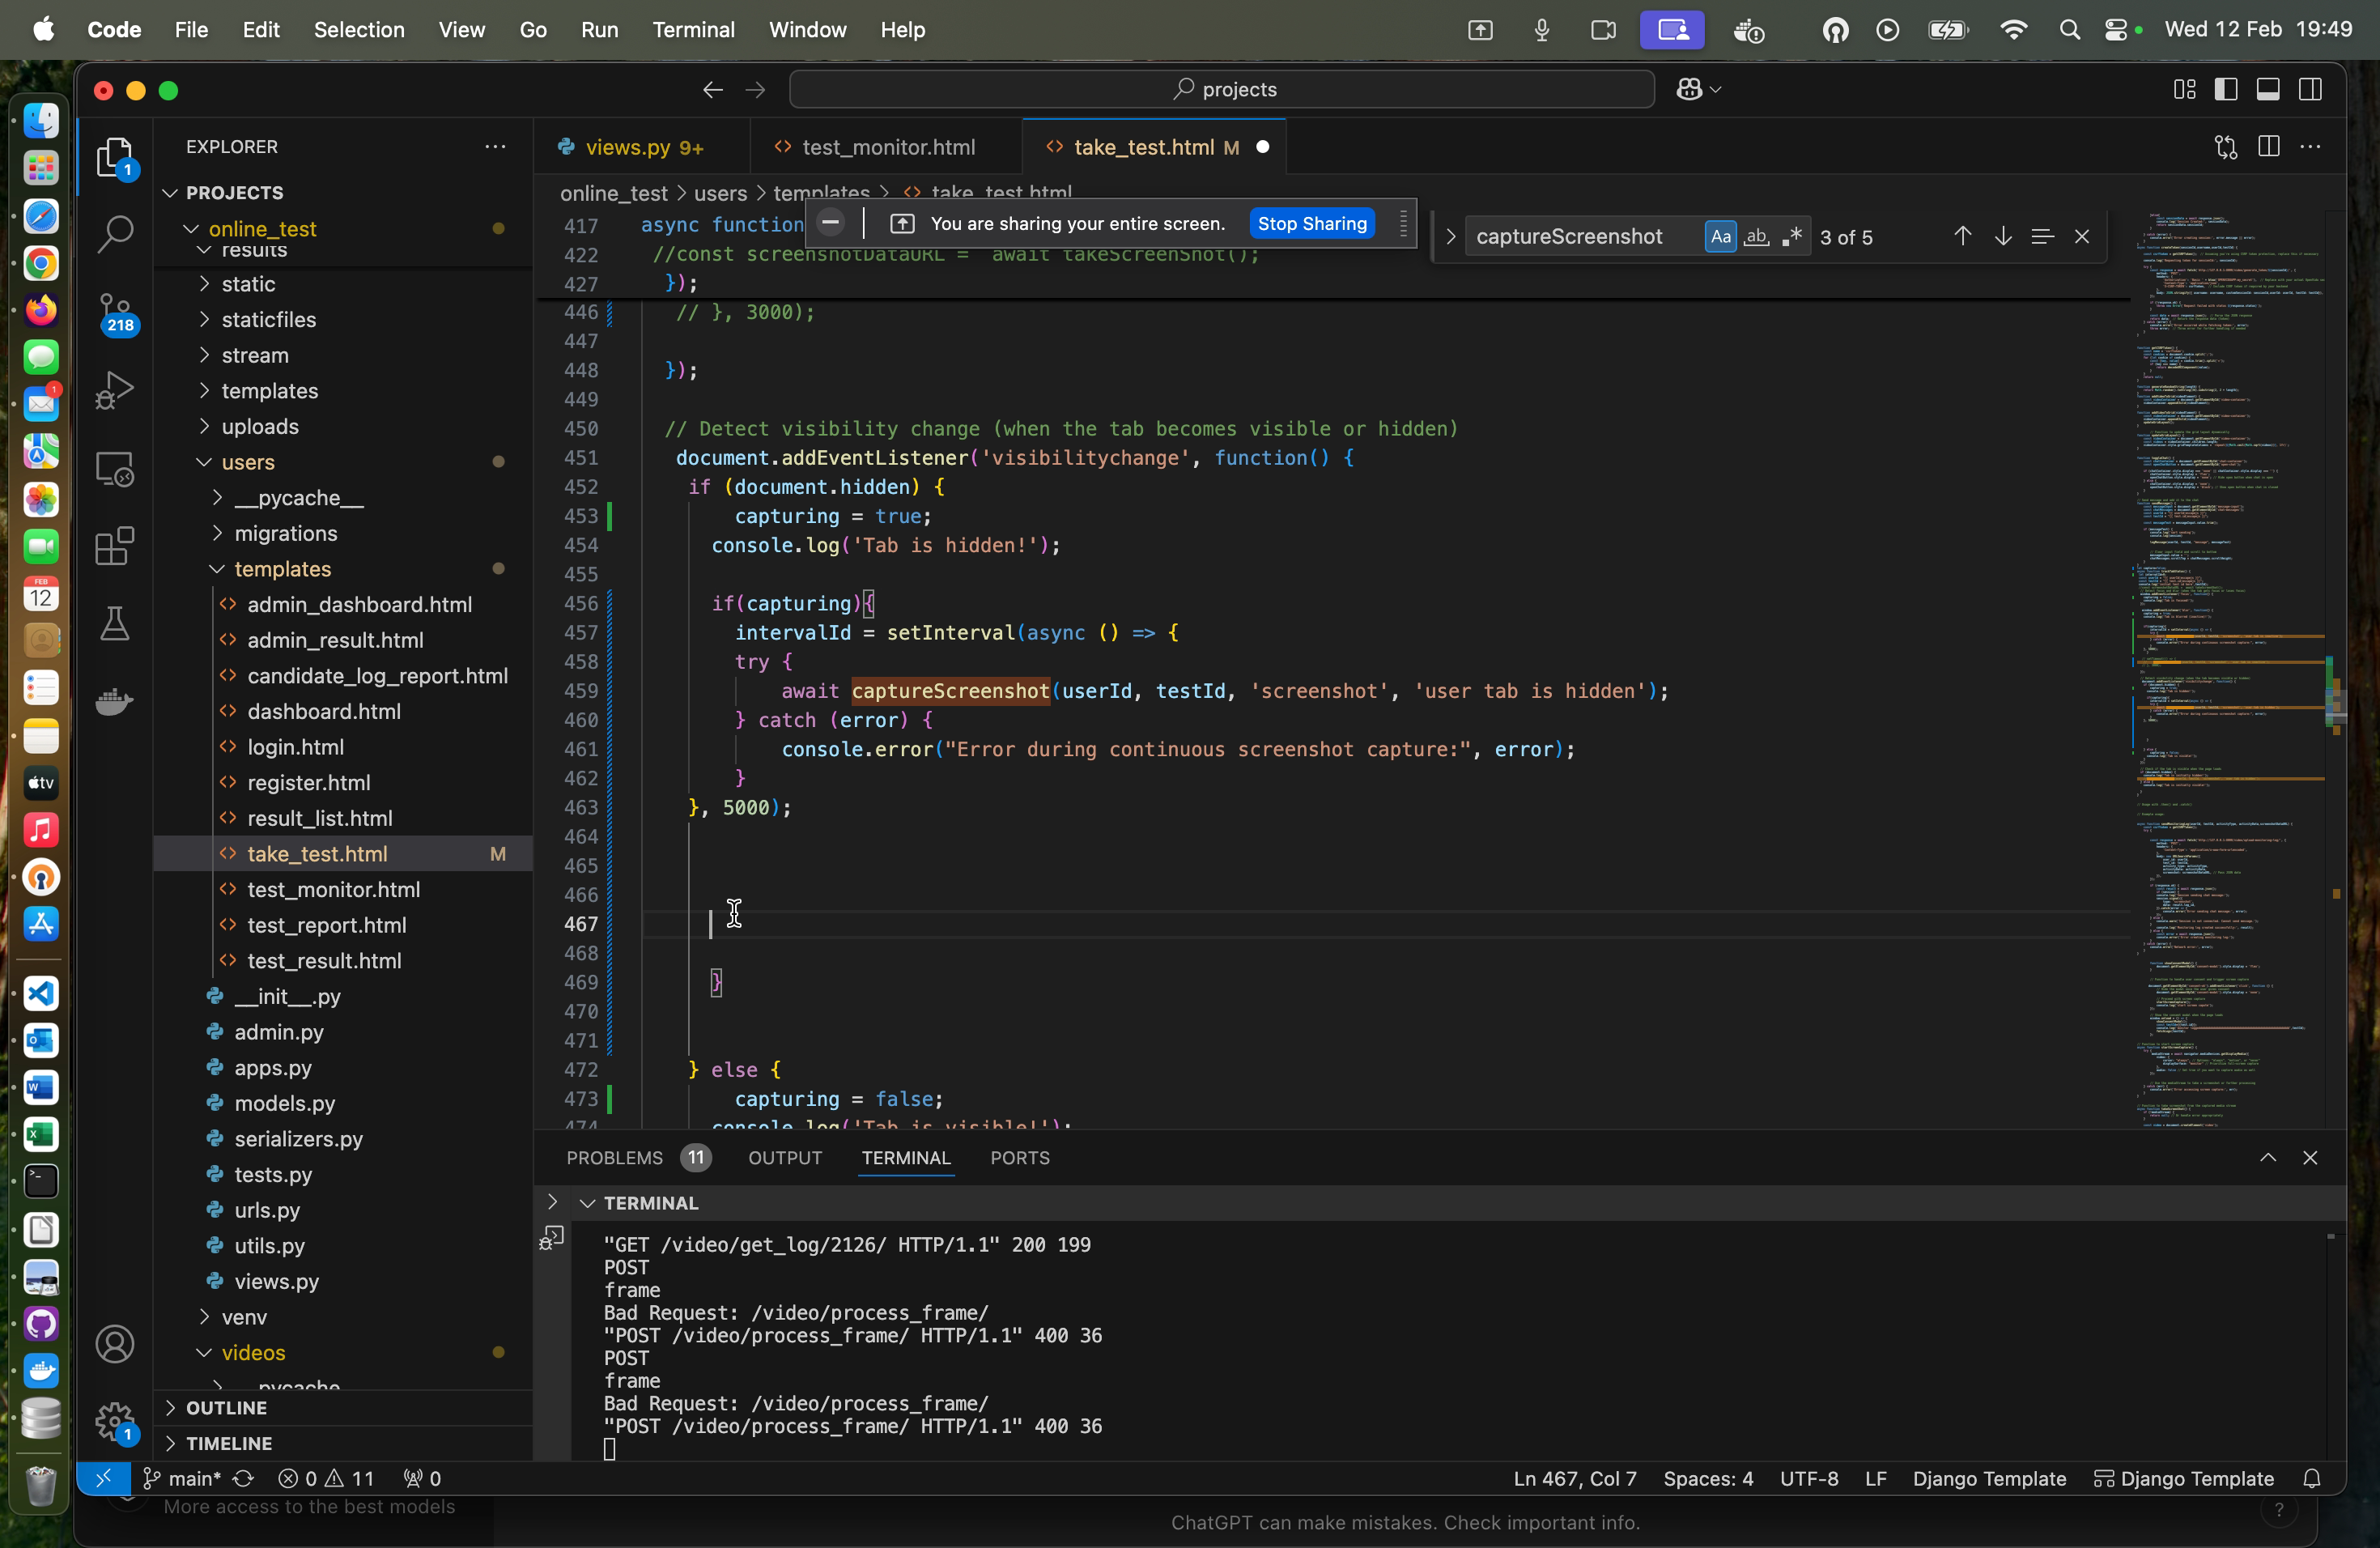 Code File Edit Selection View Go Run Terminal Window Help Wed 12 Feb 19:49
projects
EXPLORER
PROJECTS
online_test
results
static
staticfiles
stream
templates
uploads
users
__pycache__
migrations
templates
admin_dashboard.html
admin_result.html
candidate_log_report.html
dashboard.html
login.html
register.html
result_list.html
take_test.html M
test_monitor.html
test_report.html
test_result.html
__init__.py
admin.py
apps.py
models.py
serializers.py
tests.py
urls.py
utils.py
views.py
venv
videos
pycache
OUTLINE
TIMELINE
1
218
1
FEB
12
1
tv
views.py 9+ test_monitor.html take_test.html M
online_test > users > templates > take_test.html
You are sharing your entire screen. Stop Sharing
captureScreenshot Aa ab 3 of 5
417 async function
422 //const screenshotDataURL = await takeScreenShot();
427 });
446 // }, 3000);
447
448 });
449
450 // Detect visibility change (when the tab becomes visible or hidden)
451 document.addEventListener('visibilitychange', function() {
452 if (document.hidden) {
453 capturing = true;
454 console.log('Tab is hidden!');
455
456 if(capturing){
457 intervalId = setInterval(async () => {
458 try {
459 await captureScreenshot(userId, testId, 'screenshot', 'user tab is hidden');
460 } catch (error) {
461 console.error("Error during continuous screenshot capture:", error);
462 }
463 }, 5000);
464
465
466
467
468
469 }
470
471
472 } else {
473 capturing = false;
474 console.log('Tab is visible!');
PROBLEMS 11 OUTPUT TERMINAL PORTS
TERMINAL
"GET /video/get_log/2126/ HTTP/1.1" 200 199
POST
frame
Bad Request: /video/process_frame/
"POST /video/process_frame/ HTTP/1.1" 400 36
POST
frame
Bad Request: /video/process_frame/
"POST /video/process_frame/ HTTP/1.1" 400 36
main* 0 11 0 Ln 467, Col 7 Spaces: 4 UTF-8 LF Django Template Django Template
More access to the best models
ChatGPT can make mistakes. Check important info.
?